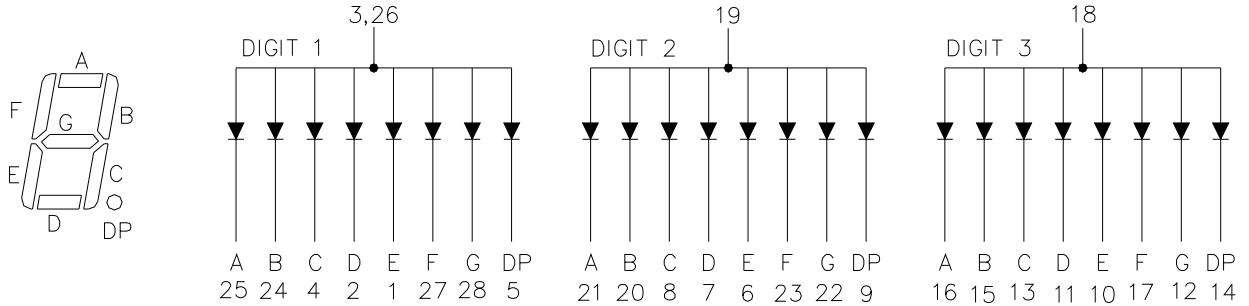 3,26 19 18
DIGIT 1 DIGIT 2 DIGIT 3
A
F B
G
E C
D
DP
A B C D E F G DP A B C D E F G DP A B C D E F G DP
25 24 4 2 1 27 28 5 21 20 8 7 6 23 22 9 16 15 13 11 10 17 12 14